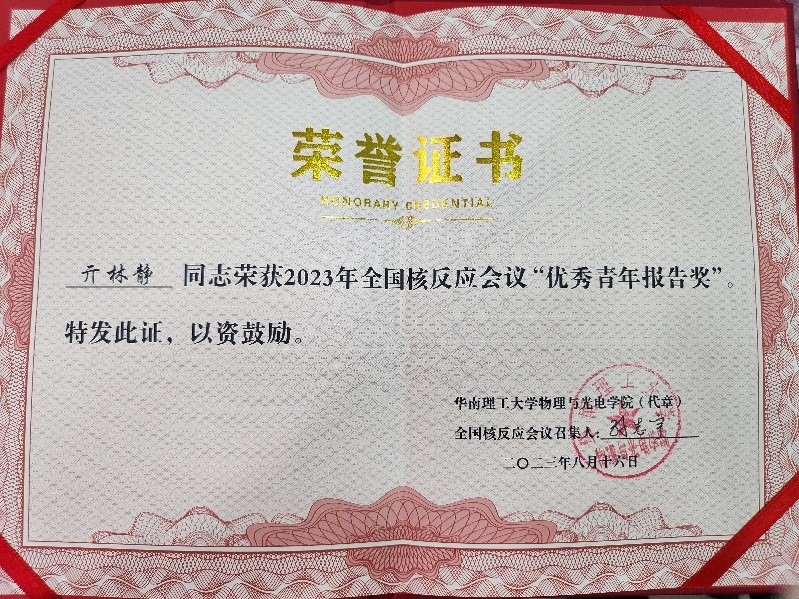 荣誉证书
HONORARY CREDENTIAL
亓林静 同志荣获2023年全国核反应会议“优秀青年报告奖”。
特发此证，以资鼓励。
华南理工大学物理与光电学院（代章）
全国核反应会议召集人：
二〇二三年八月十六日